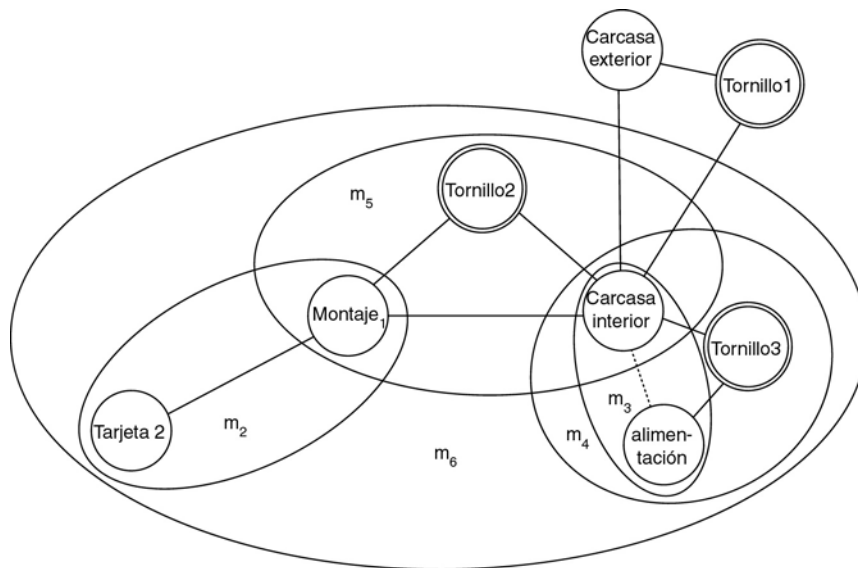 Carcasa
exterior
Tornillo1
Tornillo2
m5
Montaje1
Carcasa
interior
Tornillo3
Tarjeta 2
m2
m3
m4
alimen-
tación
m6